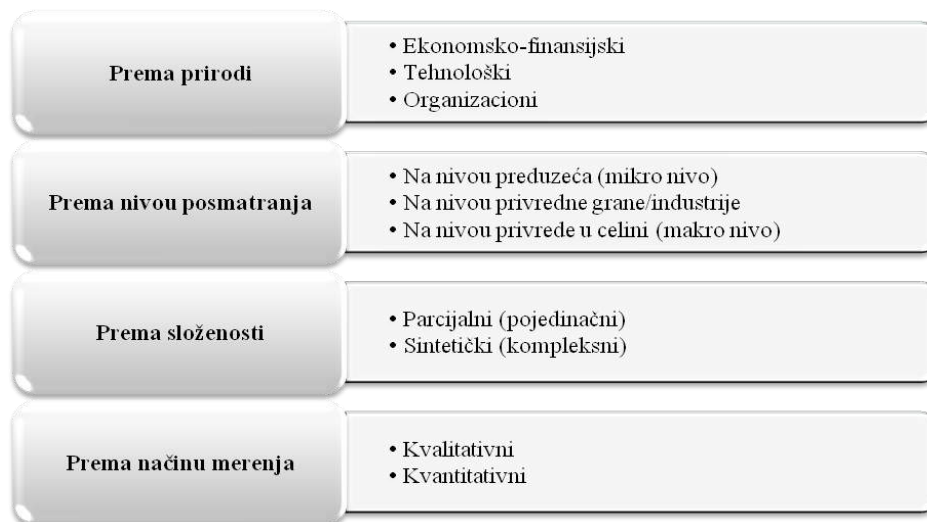 Prema prirodi
• Ekonomsko-finansijski
• Tehnološki
• Organizacioni
Prema nivou posmatranja
• Na nivou preduzeća (mikro nivo)
• Na nivou privredne grane/industrije
• Na nivou privrede u celini (makro nivo)
Prema složenosti
• Parcijalni (pojedinačni)
• Sintetički (kompleksni)
Prema načinu merenja
• Kvalitativni
• Kvantitativni